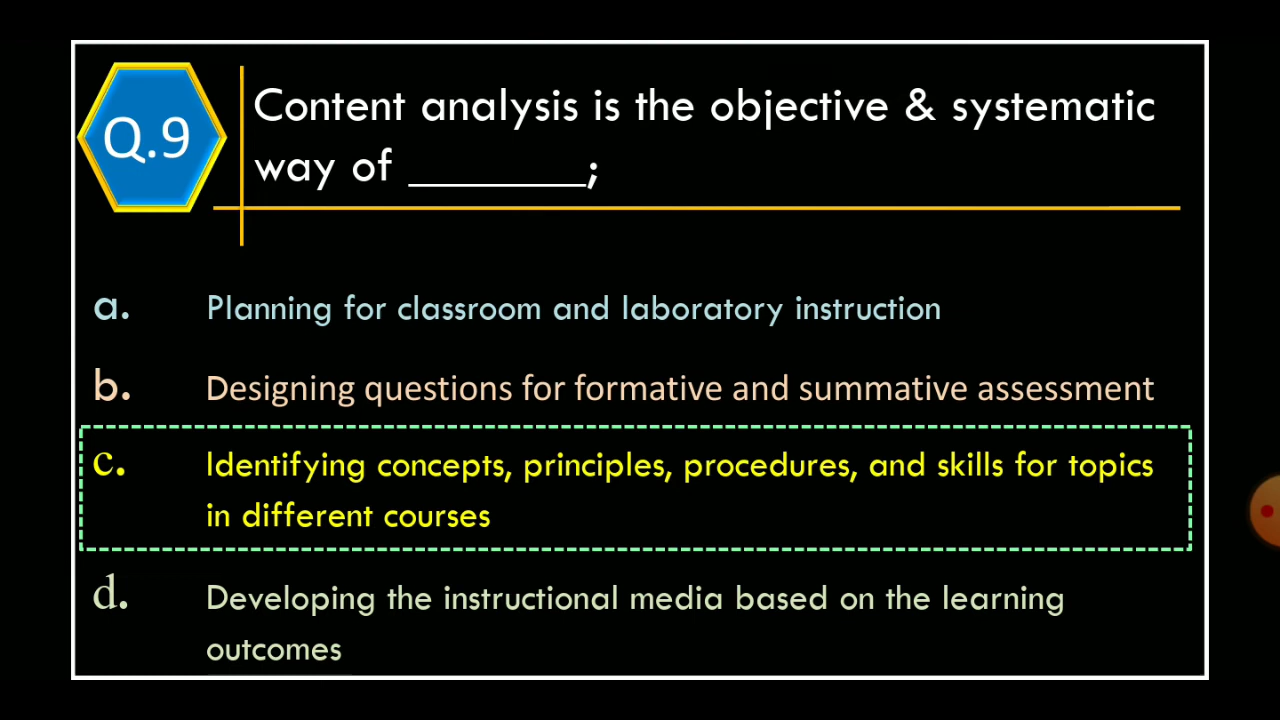 Q.9
Content analysis is the objective & systematic
way of ________;
a. Planning for classroom and laboratory instruction
b. Designing questions for formative and summative assessment
c. Identifying concepts, principles, procedures, and skills for topics
in different courses
d. Developing the instructional media based on the learning
outcomes